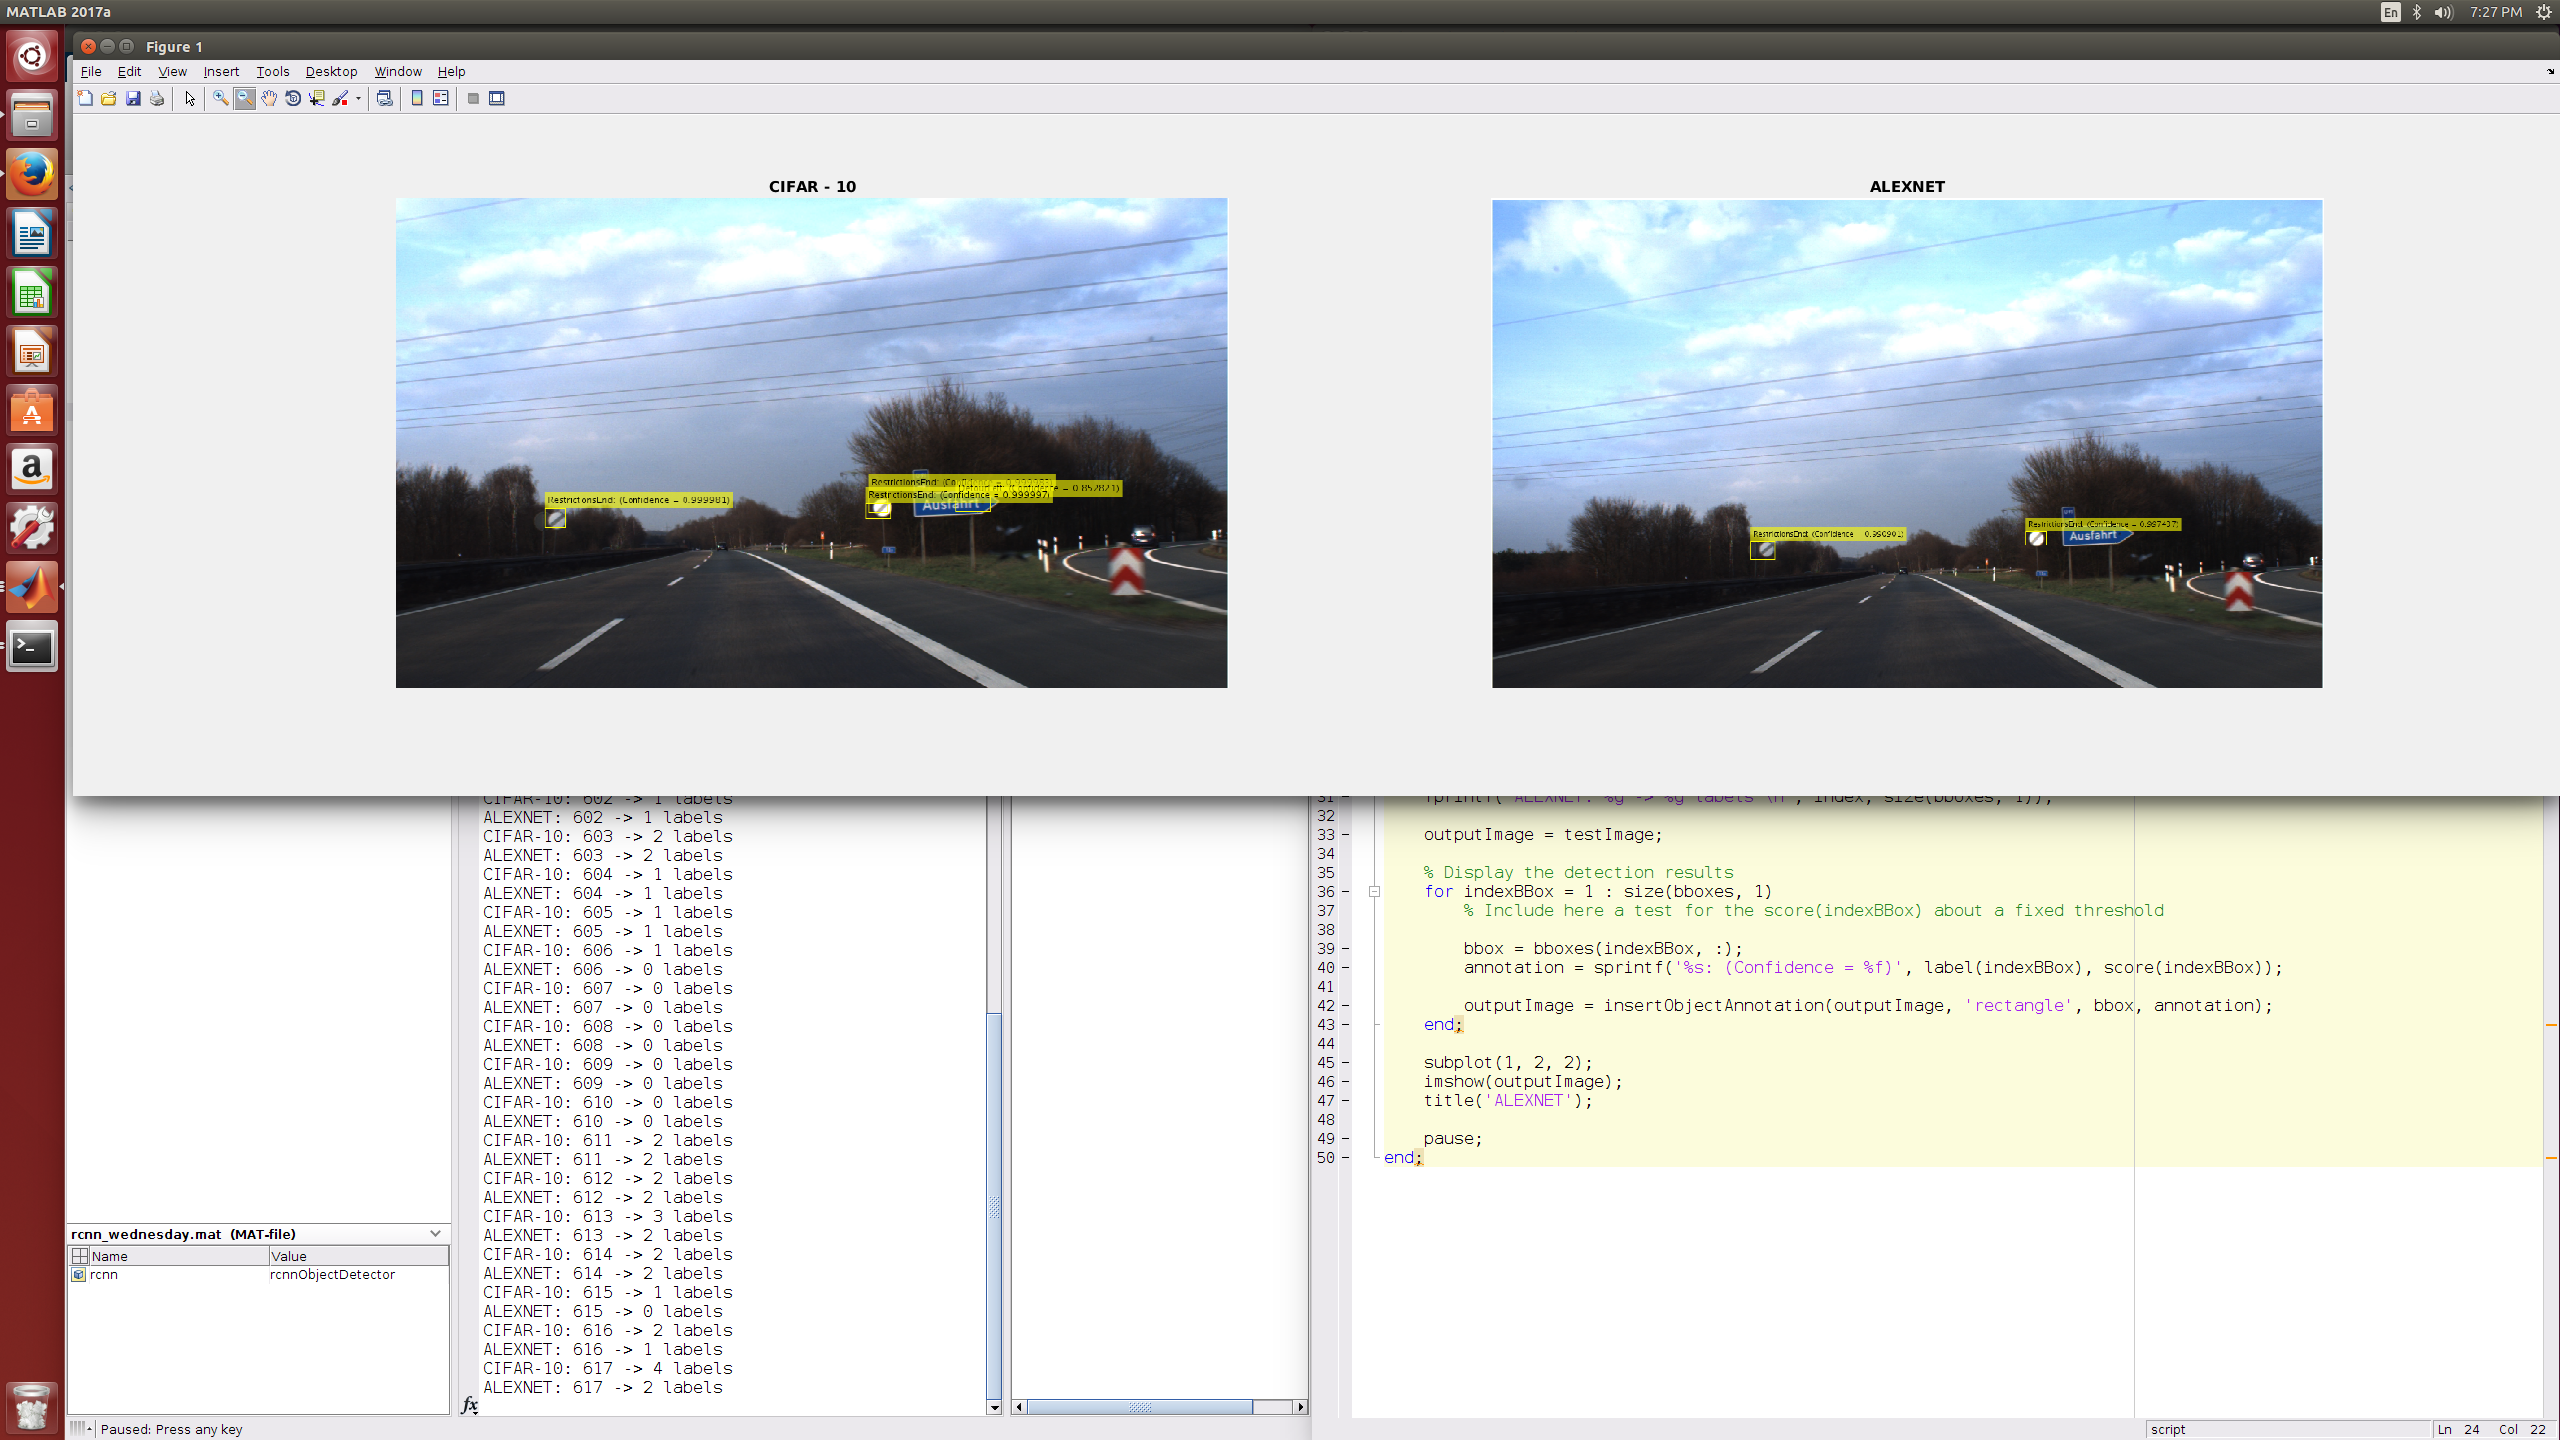 MATLAB 2017a
En
7:27 PM
Figure 1
File Edit View Insert Tools Desktop Window Help
CIFAR - 10
ALEXNET
RestrictionsEnd: (Confidence = 0.999981)
RestrictionsEnd: (Confidence = 0.999997)
= 0.852821)
Ausfahrt
RestrictionsEnd: (Confidence = 0.990901)
RestrictionsEnd: (Confidence = 0.997437)
Ausfahrt
CIFAR-10: 602 -> 1 labels
ALEXNET: 602 -> 1 labels
CIFAR-10: 603 -> 2 labels
ALEXNET: 603 -> 2 labels
CIFAR-10: 604 -> 1 labels
ALEXNET: 604 -> 1 labels
CIFAR-10: 605 -> 1 labels
ALEXNET: 605 -> 1 labels
CIFAR-10: 606 -> 1 labels
ALEXNET: 606 -> 0 labels
CIFAR-10: 607 -> 0 labels
ALEXNET: 607 -> 0 labels
CIFAR-10: 608 -> 0 labels
ALEXNET: 608 -> 0 labels
CIFAR-10: 609 -> 0 labels
ALEXNET: 609 -> 0 labels
CIFAR-10: 610 -> 0 labels
ALEXNET: 610 -> 0 labels
CIFAR-10: 611 -> 2 labels
ALEXNET: 611 -> 2 labels
CIFAR-10: 612 -> 2 labels
ALEXNET: 612 -> 2 labels
CIFAR-10: 613 -> 3 labels
ALEXNET: 613 -> 2 labels
CIFAR-10: 614 -> 2 labels
ALEXNET: 614 -> 2 labels
CIFAR-10: 615 -> 1 labels
ALEXNET: 615 -> 0 labels
CIFAR-10: 616 -> 2 labels
ALEXNET: 616 -> 1 labels
CIFAR-10: 617 -> 4 labels
ALEXNET: 617 -> 2 labels
fx
31 fprintf('ALEXNET: %g -> %g labels \n', index, size(bboxes, 1));
32
33 outputImage = testImage;
34
35 % Display the detection results
36 for indexBBox = 1 : size(bboxes, 1)
37 % Include here a test for the score(indexBBox) about a fixed threshold
38
39 bbox = bboxes(indexBBox, :);
40 annotation = sprintf('%s: (Confidence = %f)', label(indexBBox), score(indexBBox));
41
42 outputImage = insertObjectAnnotation(outputImage, 'rectangle', bbox, annotation);
43 end;
44
45 subplot(1, 2, 2);
46 imshow(outputImage);
47 title('ALEXNET');
48
49 pause;
50 end;
rcnn_wednesday.mat (MAT-file)
Name Value
rcnn rcnnObjectDetector
Paused: Press any key
script
Ln 24 Col 22